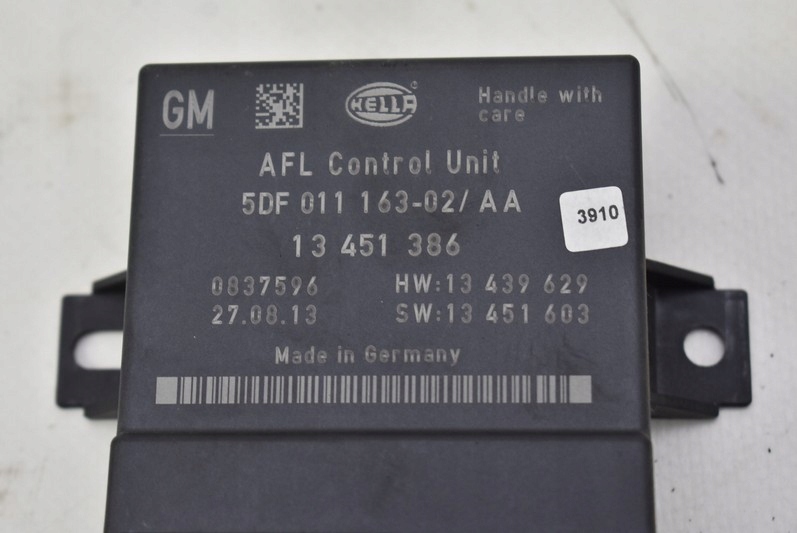 GM HELLA Handle with
care
AFL Control Unit
5DF 011 163-02/AA
13 451 386
3910
0837596 HW:13 439 629
27.08.13 SW:13 451 603
Made in Germany